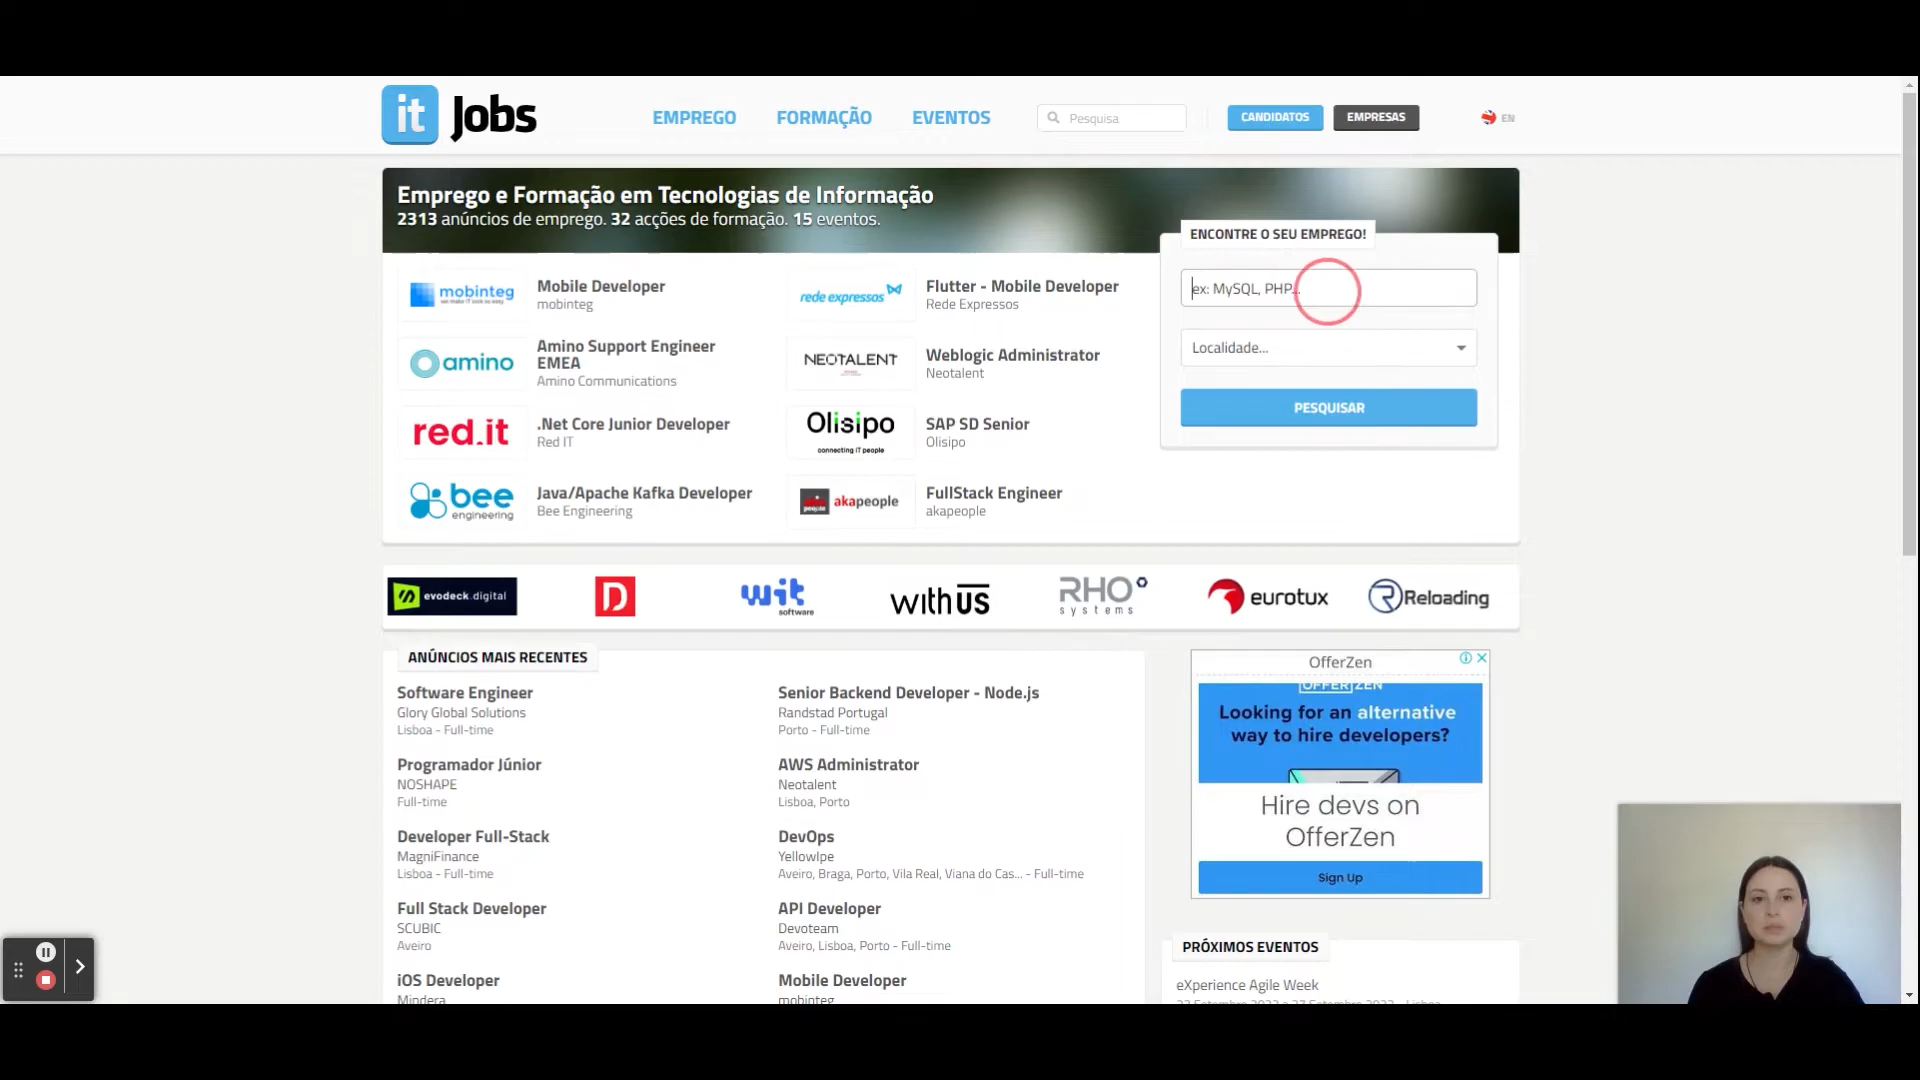 it Jobs
EMPREGO
FORMAÇÃO
EVENTOS
Pesquisa
CANDIDATOS
EMPRESAS
EN
Emprego e Formação em Tecnologias de Informação
2313 anúncios de emprego. 32 acções de formação. 15 eventos.
ENCONTRE O SEU EMPREGO!
ex: MySQL, PHP...
Localidade...
PESQUISAR
mobinteg
Mobile Developer
mobinteg
rede expressos
Flutter - Mobile Developer
Rede Expressos
amino
Amino Support Engineer
EMEA
Amino Communications
NEOTALENT
Weblogic Administrator
Neotalent
red.it
.Net Core Junior Developer
Red IT
Olisipo
connecting IT people
SAP SD Senior
Olisipo
bee
engineering
Java/Apache Kafka Developer
Bee Engineering
akapeople
FullStack Engineer
akapeople
evodeck.digital
D
wit
software
withUS
RHO
systems
eurotux
Reloading
ANÚNCIOS MAIS RECENTES
Software Engineer
Glory Global Solutions
Lisboa - Full-time
Senior Backend Developer - Node.js
Randstad Portugal
Porto - Full-time
Programador Júnior
NOSHAPE
Full-time
AWS Administrator
Neotalent
Lisboa, Porto
Developer Full-Stack
MagniFinance
Lisboa - Full-time
DevOps
YellowIpe
Aveiro, Braga, Porto, Vila Real, Viana do Cas... - Full-time
Full Stack Developer
SCUBIC
Aveiro
API Developer
Devoteam
Aveiro, Lisboa, Porto - Full-time
iOS Developer
Mindera
Mobile Developer
mobinteg
OfferZen
OFFERZEN
Looking for an alternative
way to hire developers?
Hire devs on
OfferZen
Sign Up
PRÓXIMOS EVENTOS
eXperience Agile Week